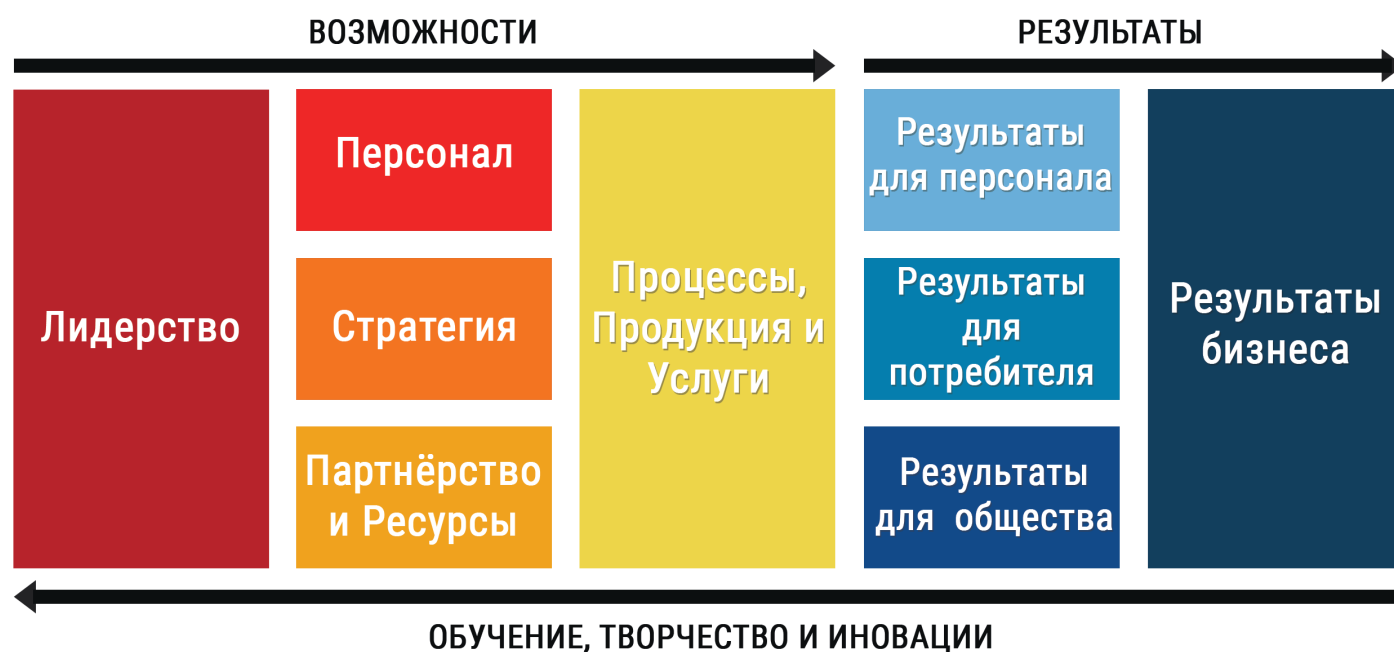 ВОЗМОЖНОСТИ
РЕЗУЛЬТАТЫ
Лидерство
Персонал
Стратегия
Партнёрство
и Ресурсы
Процессы,
Продукция и
Услуги
Результаты
для персонала
Результаты
для
потребителя
Результаты
для общества
Результаты
бизнеса
ОБУЧЕНИЕ, ТВОРЧЕСТВО И ИНОВАЦИИ